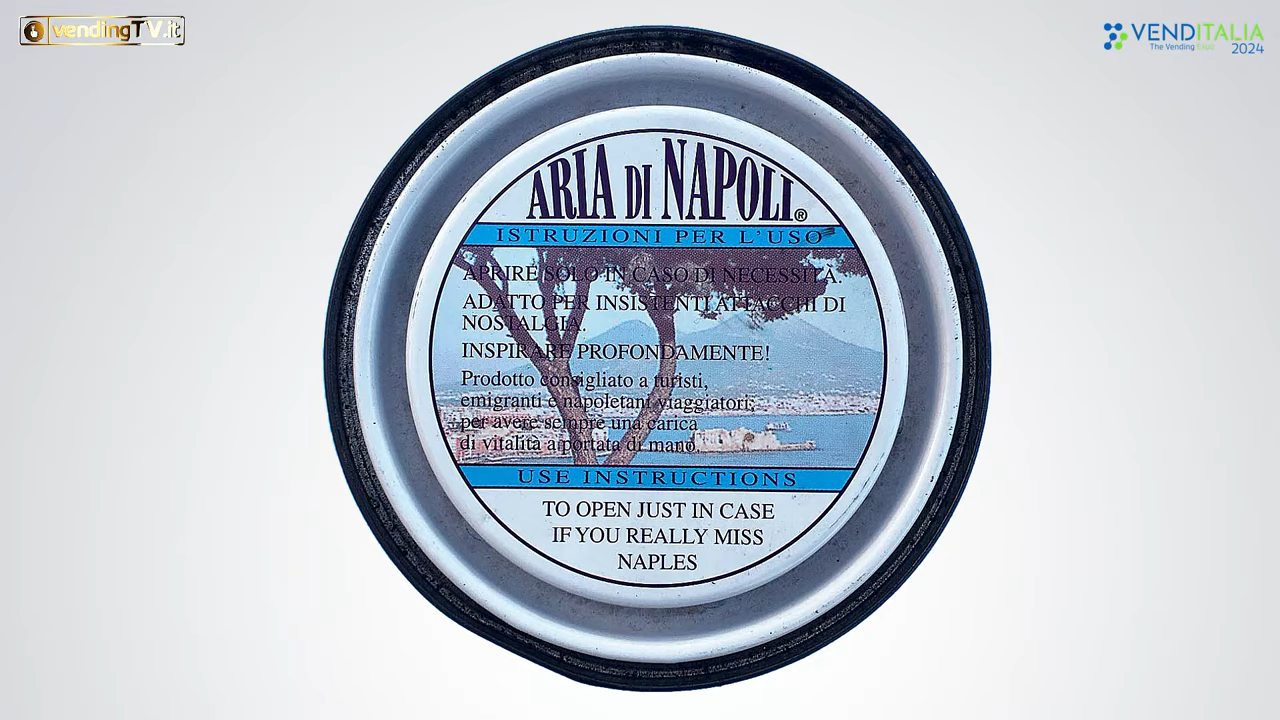 vendingTV.it
VENDITALIA
The Vending Expo
2024
ARIA DI NAPOLI®
ISTRUZIONI PER L'USO
APRIRE SOLO IN CASO DI NECESSITÀ.
ADATTO PER INSISTENTI ATTACCHI DI
NOSTALGIA.
INSPIRARE PROFONDAMENTE!
Prodotto consigliato a turisti,
emigranti e napoletani viaggiatori;
per avere sempre una carica
di vitalità a portata di mano.
USE INSTRUCTIONS
TO OPEN JUST IN CASE
IF YOU REALLY MISS
NAPLES